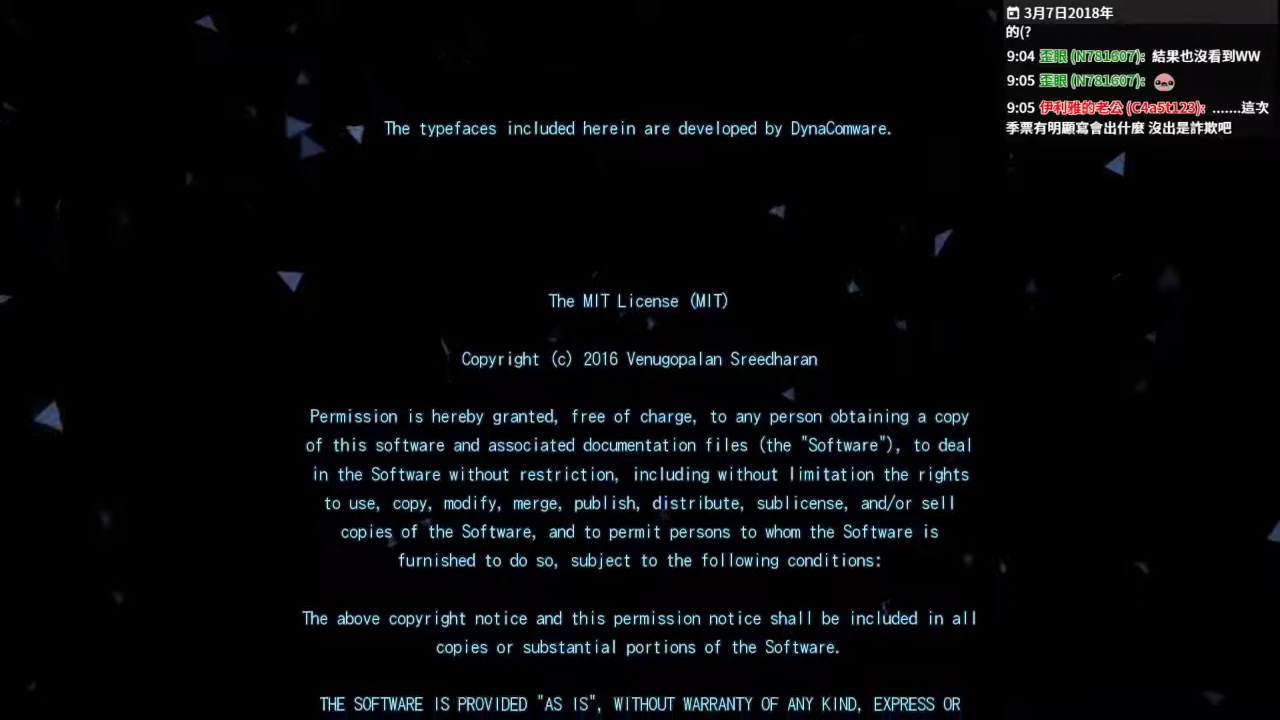 3月7日2018年
的(?
9:04 歪眼 (N781607): 結果也沒看到WW
9:05 歪眼 (N781607):
9:05 伊利雅的老公 (C4a5t123): .......這次
季票有明顯寫會出什麼 沒出是詐欺吧
The typefaces included herein are developed by DynaComware.
The MIT License (MIT)
Copyright (c) 2016 Venugopalan Sreedharan
Permission is hereby granted, free of charge, to any person obtaining a copy
of this software and associated documentation files (the "Software"), to deal
in the Software without restriction, including without limitation the rights
to use, copy, modify, merge, publish, distribute, sublicense, and/or sell
copies of the Software, and to permit persons to whom the Software is
furnished to do so, subject to the following conditions:
The above copyright notice and this permission notice shall be included in all
copies or substantial portions of the Software.
THE SOFTWARE IS PROVIDED "AS IS", WITHOUT WARRANTY OF ANY KIND, EXPRESS OR